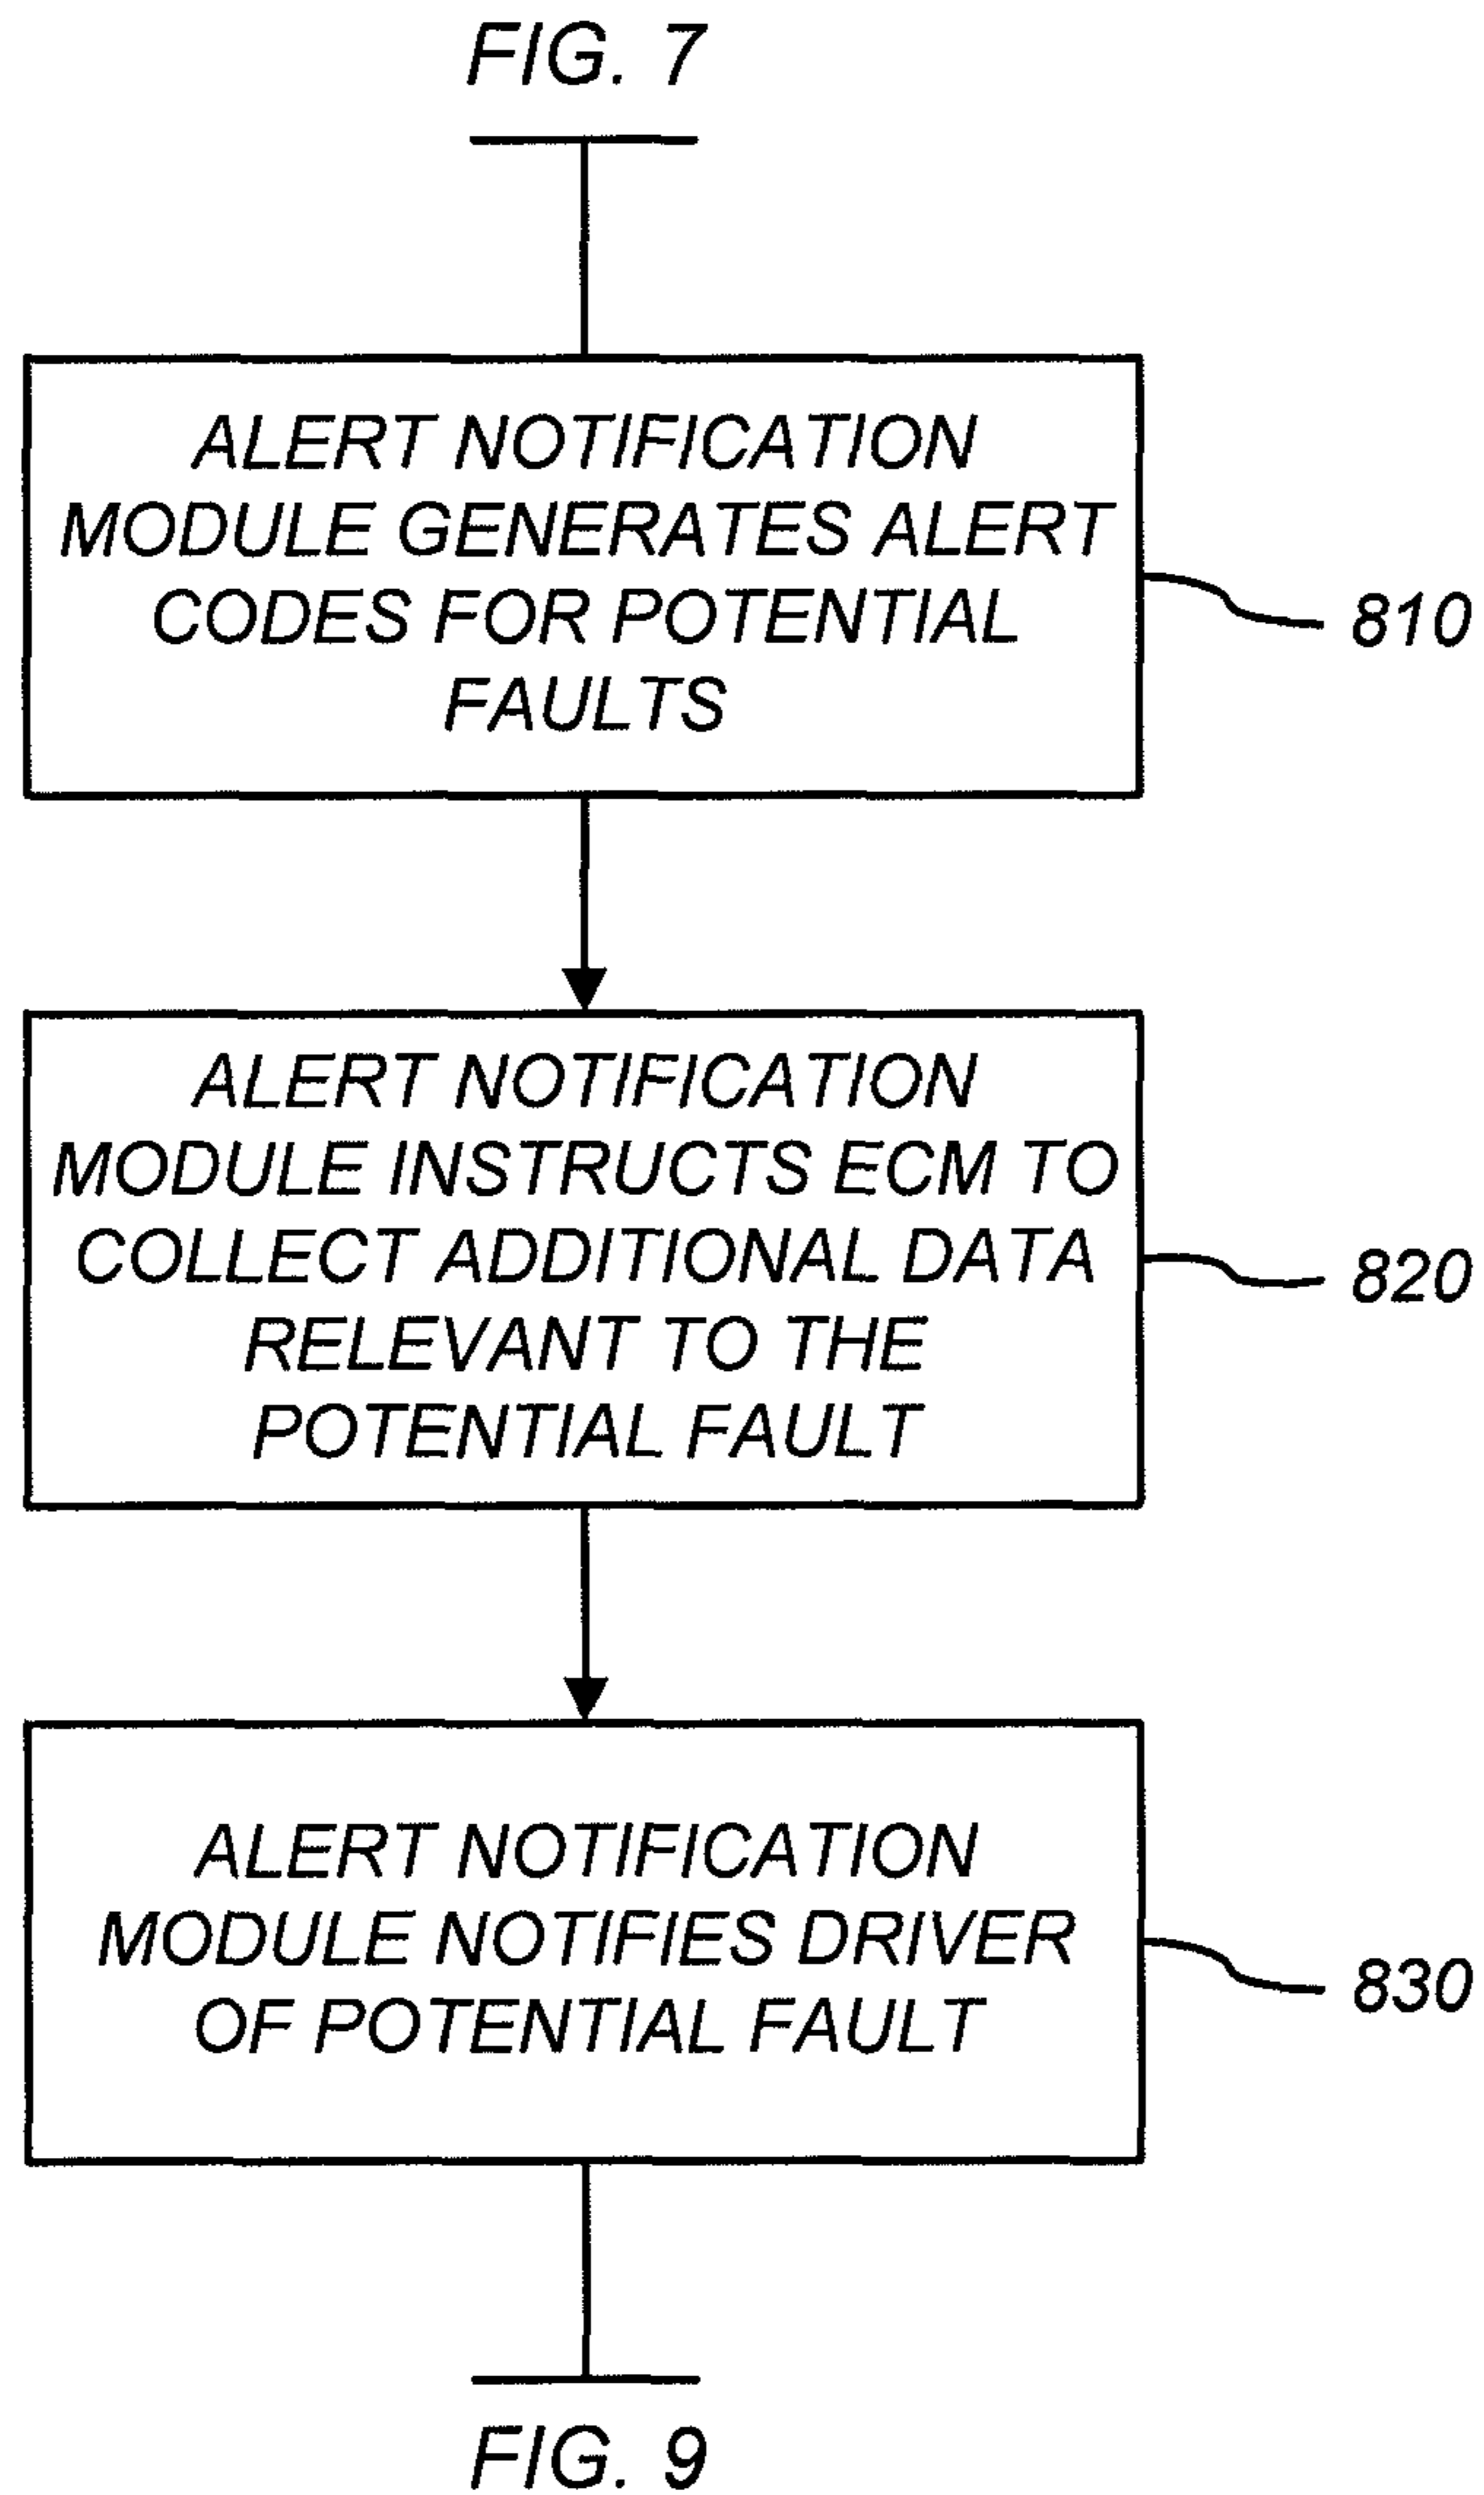 FIG. 7
ALERT NOTIFICATION
MODULE GENERATES ALERT
CODES FOR POTENTIAL
FAULTS
810
ALERT NOTIFICATION
MODULE INSTRUCTS ECM TO
COLLECT ADDITIONAL DATA
RELEVANT TO THE
POTENTIAL FAULT
820
ALERT NOTIFICATION
MODULE NOTIFIES DRIVER
OF POTENTIAL FAULT
830
FIG. 9